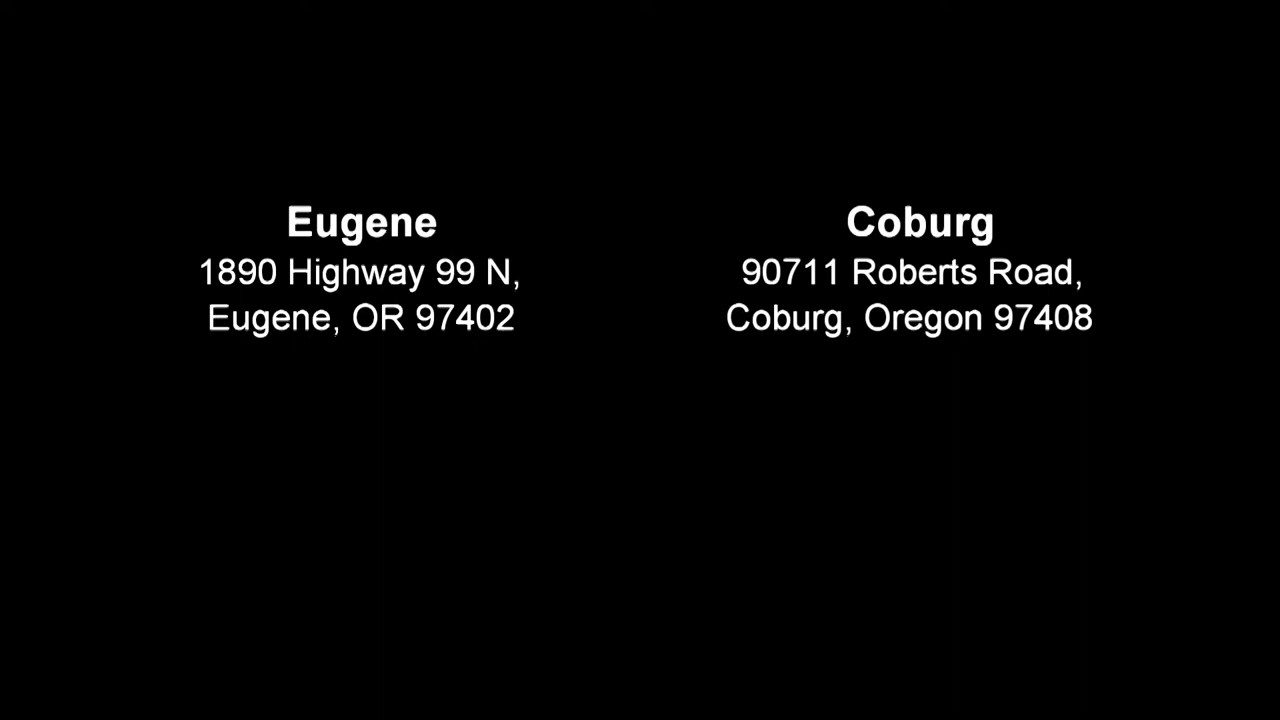 Eugene
1890 Highway 99 N,
Eugene, OR 97402
Coburg
90711 Roberts Road,
Coburg, Oregon 97408